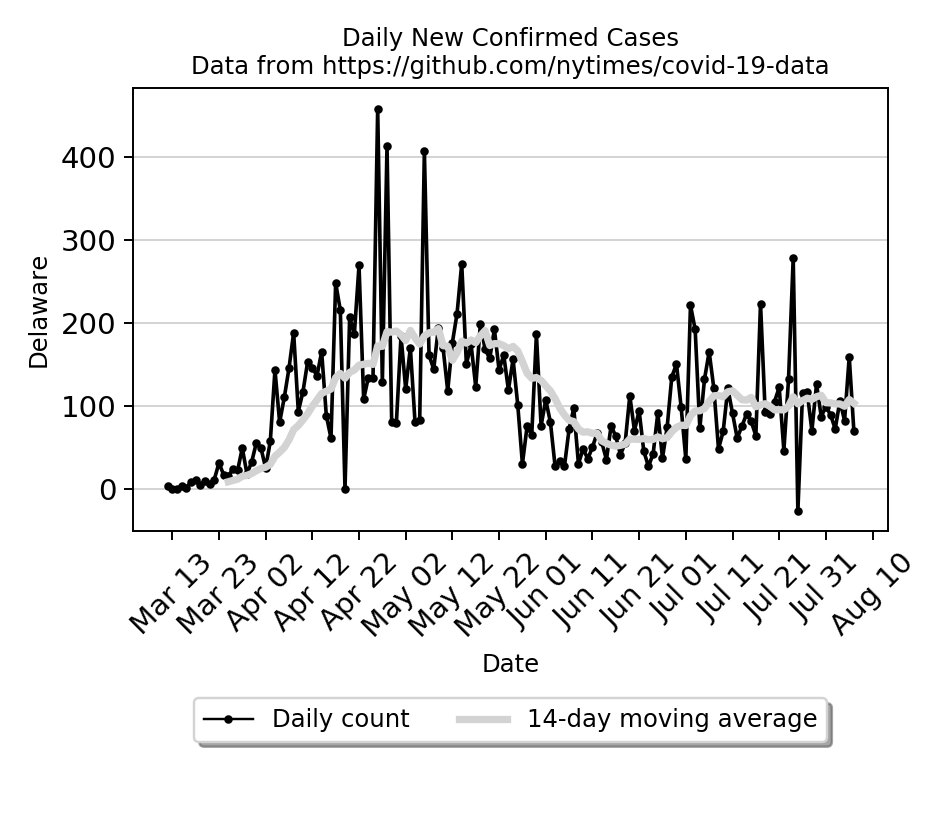 Daily New Confirmed Cases
Data from https://github.com/nytimes/covid-19-data
Delaware
400
300
200
100
0
Mar 13
Mar 23
Apr 02
Apr 12
Apr 22
May 02
May 12
May 22
Jun 01
Jun 11
Jun 21
Jul 01
Jul 11
Jul 21
Jul 31
Aug 10
Date
Daily count
14-day moving average